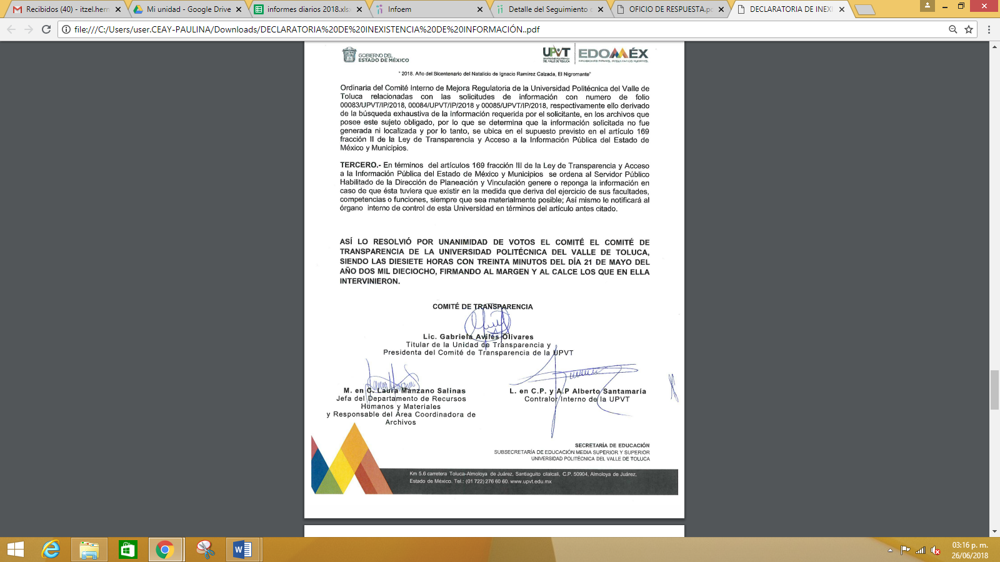 Recibidos (40) - itzel.hern
Mi unidad - Google Drive
informes diarios 2018.xlsx
Infoem
Detalle del Seguimiento d
OFICIO DE RESPUESTA.pd
DECLARATORIA DE INEXI
file:///C:/Users/user.CEAY-PAULINA/Downloads/DECLARATORIA%20DE%20INEXISTENCIA%20DE%20INFORMACIÓN..pdf
GOBIERNO DEL
ESTADO DE MÉXICO
UPVT
UNIVERSIDAD POLITÉCNICA
DEL VALLE DE TOLUCA
EDOMÉX
DECISIONES FIRMES, RESULTADOS FUERTES.
" 2018. Año del Bicentenario del Natalicio de Ignacio Ramírez Calzada, El Nigromante"
Ordinaria del Comité Interno de Mejora Regulatoria de la Universidad Politécnica del Valle de
Toluca relacionadas con las solicitudes de información con numero de folio
00083/UPVT/IP/2018, 00084/UPVT/IP/2018 y 00085/UPVT/IP/2018, respectivamente ello derivado
de la búsqueda exhaustiva de la información requerida por el solicitante, en los archivos que
posee este sujeto obligado, por lo que se determina que la información solicitada no fue
generada ni localizada y por lo tanto, se ubica en el supuesto previsto en el artículo 169
fracción II de la Ley de Transparencia y Acceso a la Información Pública del Estado de
México y Municipios.
TERCERO.- En términos del artículos 169 fracción III de la Ley de Transparencia y Acceso
a la Información Pública del Estado de México y Municipios se ordena al Servidor Público
Habilitado de la Dirección de Planeación y Vinculación genere o reponga la información en
caso de que ésta tuviera que existir en la medida que deriva del ejercicio de sus facultades,
competencias o funciones, siempre que sea materialmente posible; Así mismo le notificará al
órgano interno de control de esta Universidad en términos del artículo antes citado.
ASÍ LO RESOLVIÓ POR UNANIMIDAD DE VOTOS EL COMITÉ EL COMITÉ DE
TRANSPARENCIA DE LA UNIVERSIDAD POLITÉCNICA DEL VALLE DE TOLUCA,
SIENDO LAS DIESIETE HORAS CON TREINTA MINUTOS DEL DÍA 21 DE MAYO DEL
AÑO DOS MIL DIECIOCHO, FIRMANDO AL MARGEN Y AL CALCE LOS QUE EN ELLA
INTERVINIERON.
COMITÉ DE TRANSPARENCIA
Lic. Gabriela Avilés Olivares
Titular de la Unidad de Transparencia y
Presidenta del Comité de Transparencia de la UPVT
M. en C. Laura Manzano Salinas
Jefa del Departamento de Recursos
Humanos y Materiales
y Responsable del Área Coordinadora de
Archivos
L. en C.P. y A.P Alberto Santamaría
Contralor Interno de la UPVT
SECRETARÍA DE EDUCACIÓN
SUBSECRETARÍA DE EDUCACIÓN MEDIA SUPERIOR Y SUPERIOR
UNIVERSIDAD POLITÉCNICA DEL VALLE DE TOLUCA
Km 5.6 carretera Toluca-Almoloya de Juárez, Santiaguito cilalcali, C.P. 50904, Almoloya de Juárez,
Estado de México. Tel.: (01 722) 276 60 60. www.upvt.edu.mx
03:16 p. m.
26/06/2018